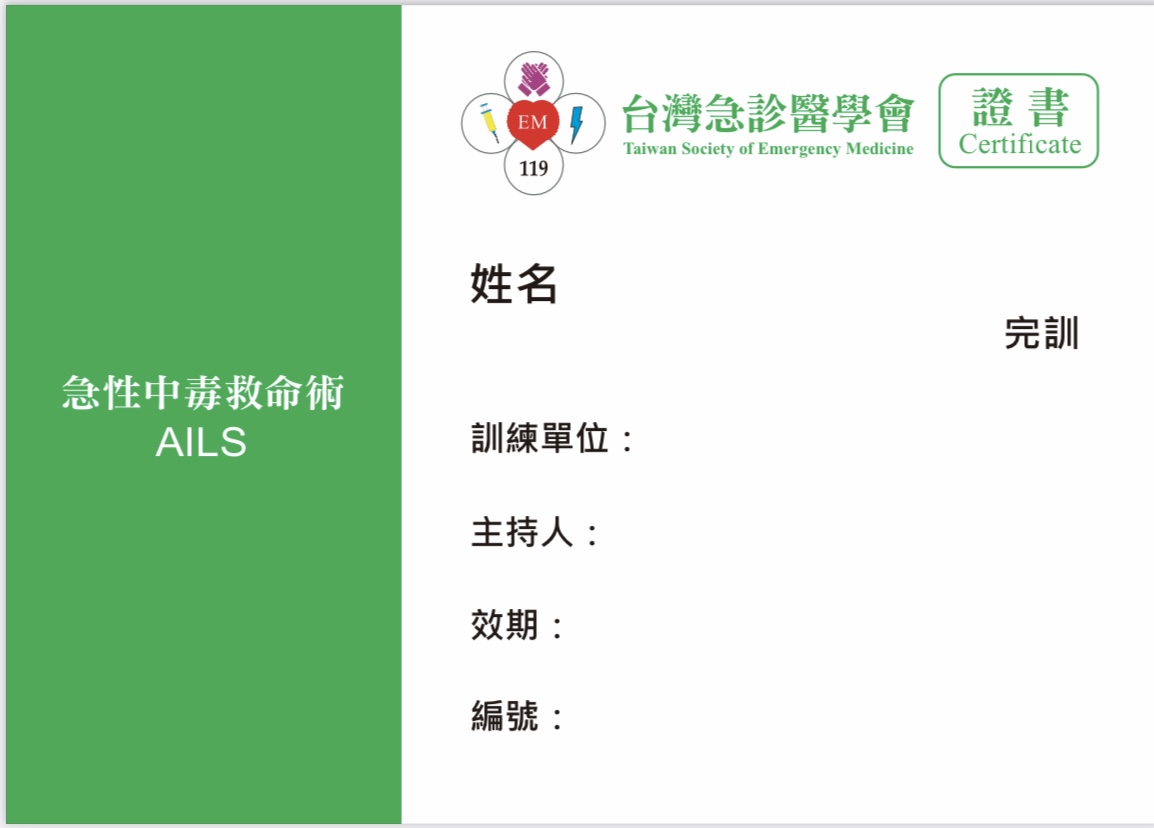 急性中毒救命術
AILS
EM
119
台灣急診醫學會
Taiwan Society of Emergency Medicine
證書
Certificate
姓名
完訓
訓練單位：
主持人：
效期：
編號：